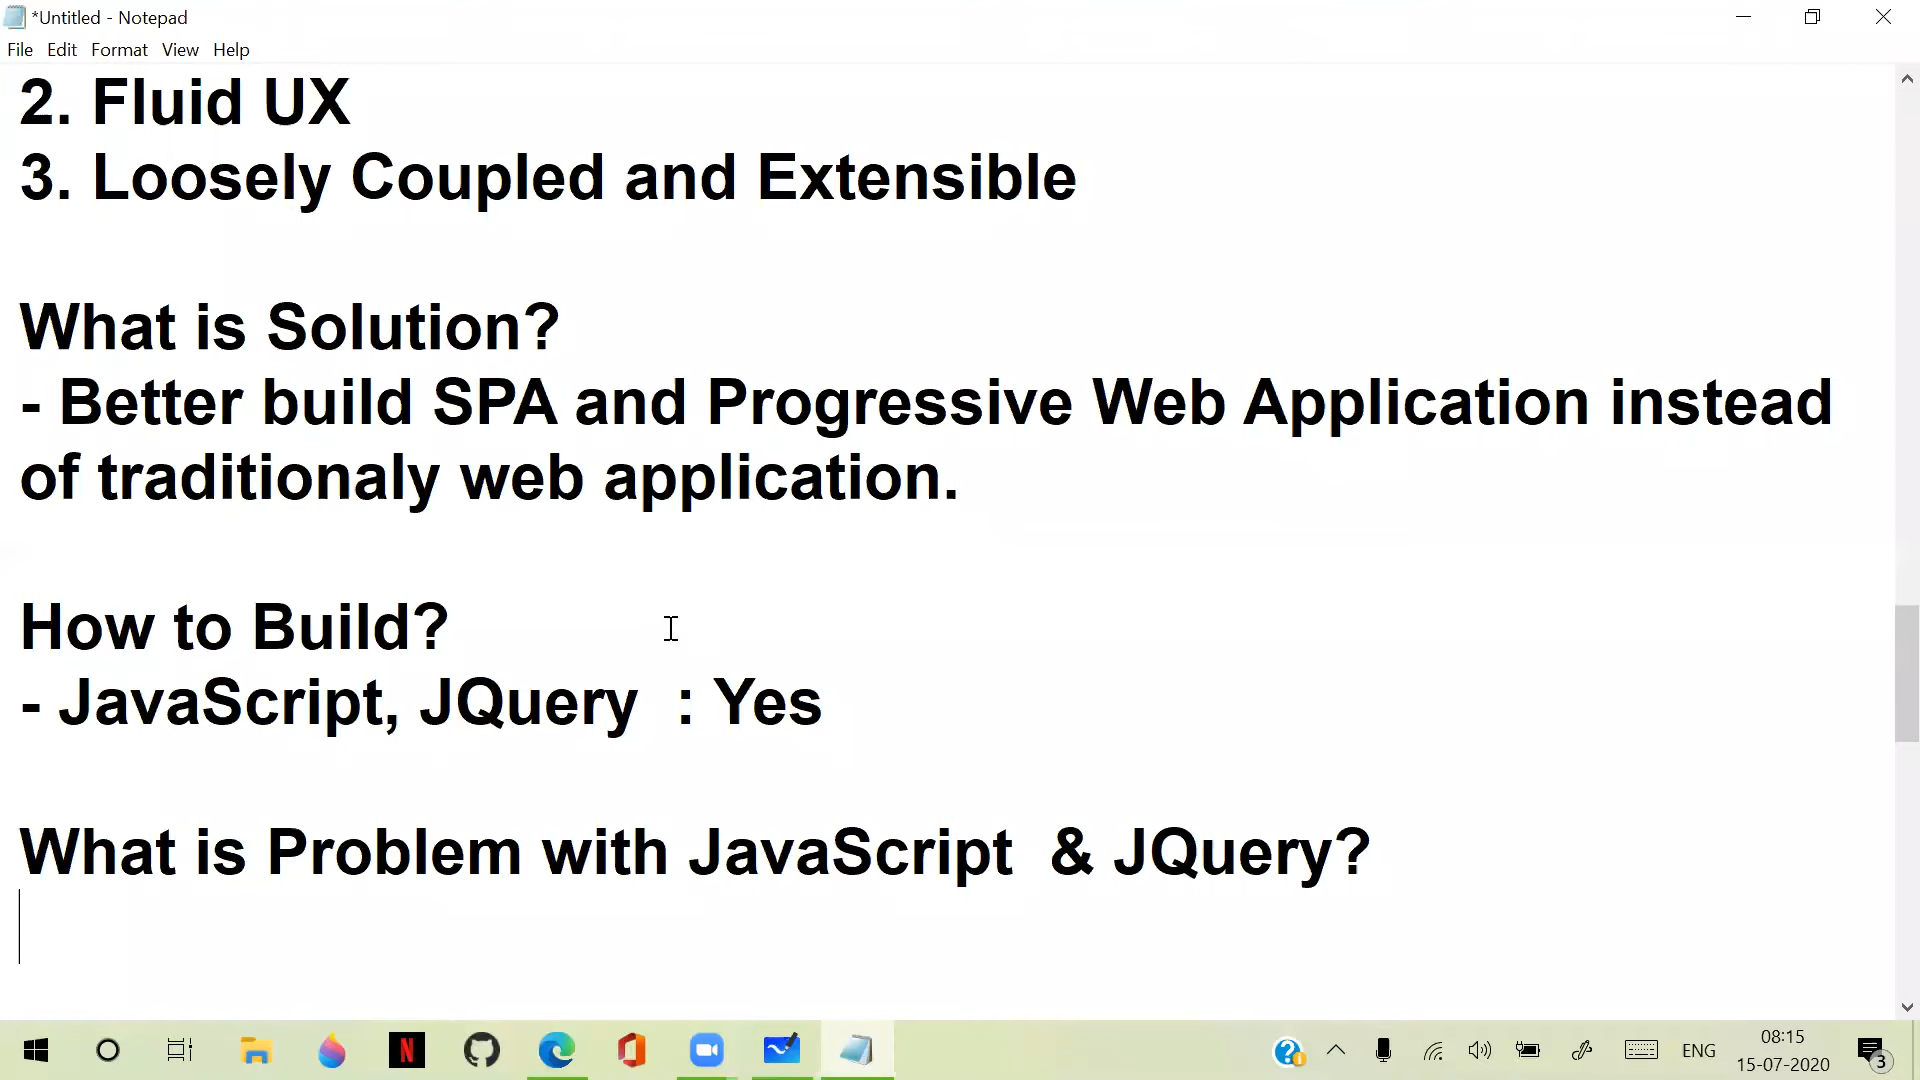 *Untitled - Notepad
File Edit Format View Help
2. Fluid UX
3. Loosely Coupled and Extensible
What is Solution?
- Better build SPA and Progressive Web Application instead
of traditionaly web application.
How to Build?
- JavaScript, JQuery  : Yes
What is Problem with JavaScript  & JQuery?
N
?
ENG
08:15
15-07-2020
3